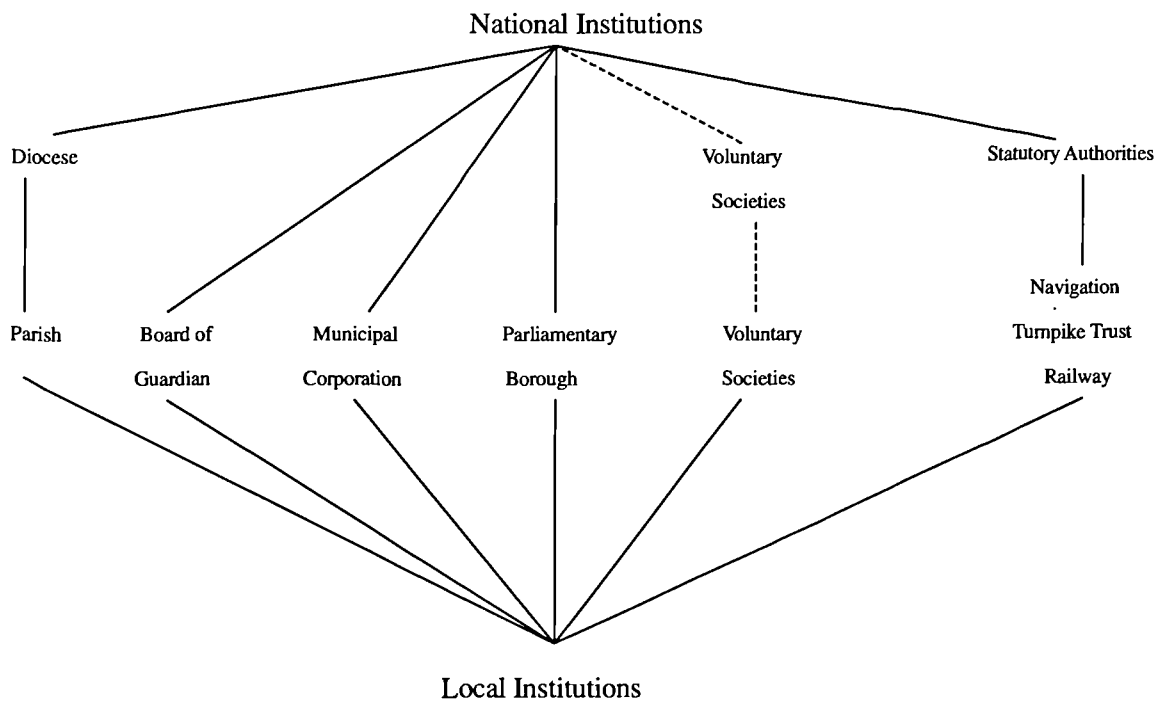 National Institutions
Diocese
Voluntary
Societies
Statutory Authorities
Parish
Board of
Guardian
Municipal
Corporation
Parliamentary
Borough
Voluntary
Societies
Navigation
Turnpike Trust
Railway
Local Institutions